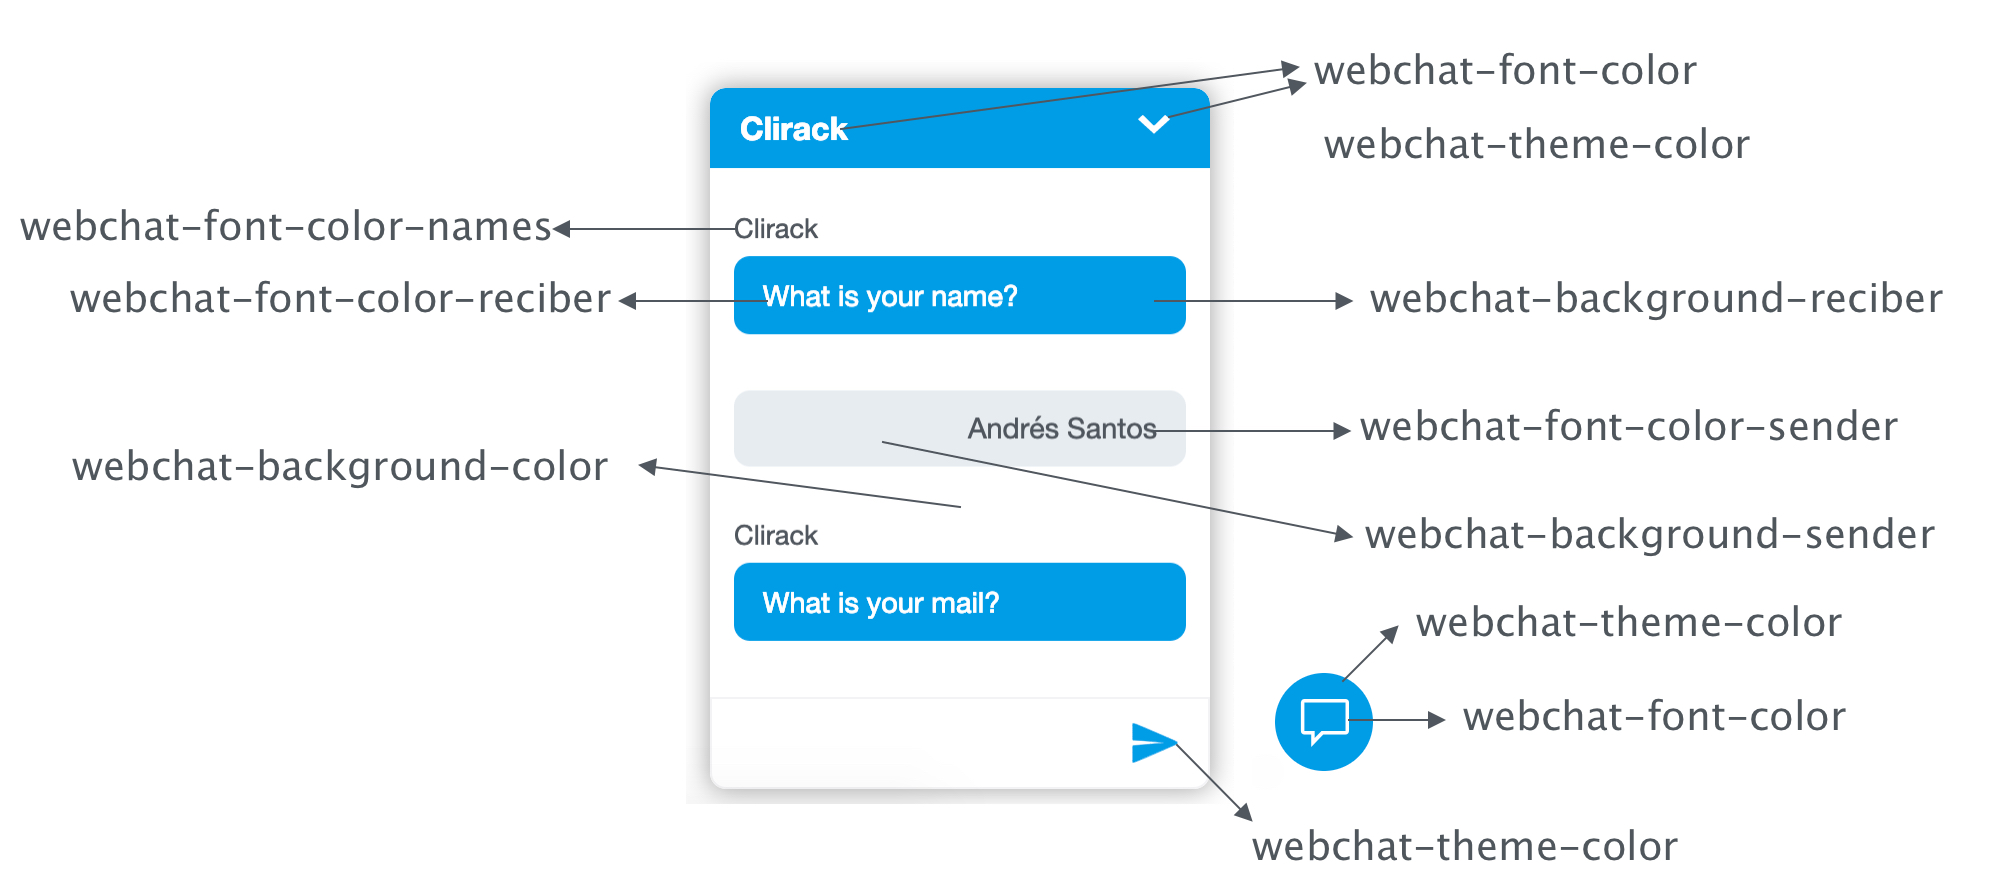 webchat-font-color
Clirack
webchat-theme-color
webchat-font-color-names
Clirack
webchat-font-color-reciber
What is your name?
webchat-background-reciber
Andrés Santos
webchat-font-color-sender
webchat-background-color
Clirack
webchat-background-sender
What is your mail?
webchat-theme-color
webchat-font-color
webchat-theme-color